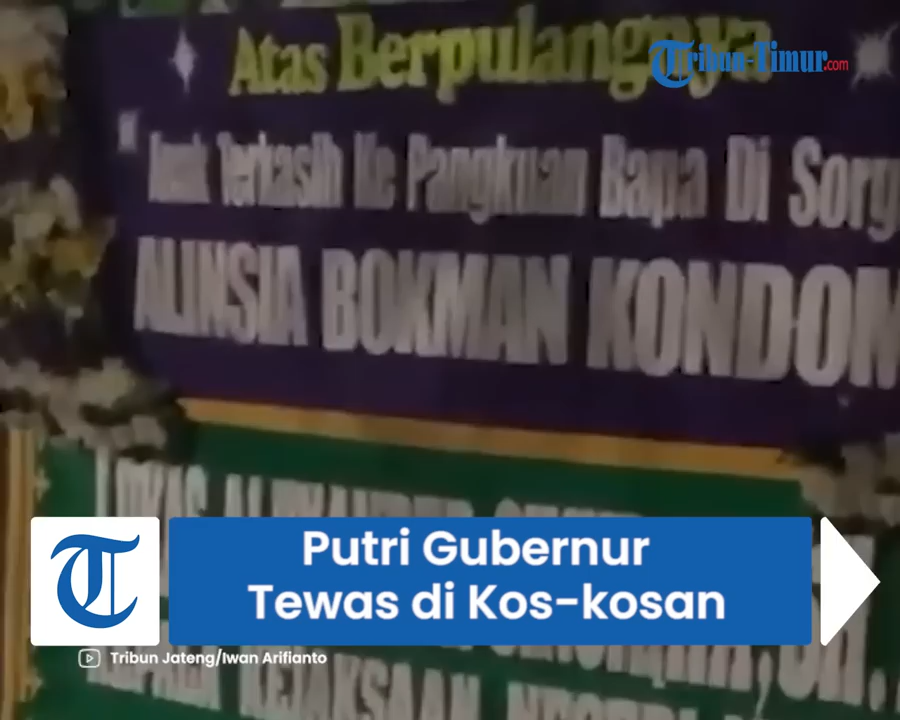 Atas Berpulangnya
Tribun-Timur.com
Terkasih Ke Pangkuan Bapa Di Sorg
ALINSIA BOKMAN KONDOM
Putri Gubernur
Tewas di Kos-kosan
Tribun Jateng/Iwan Arifianto
KEJAKSAAN